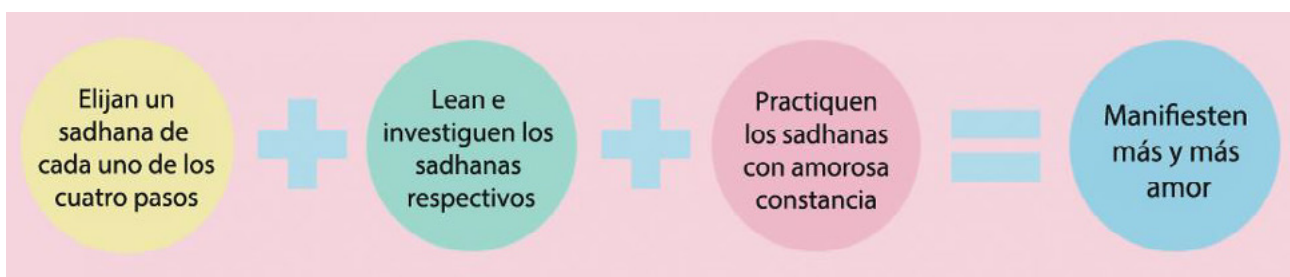 Elijan un
sadhana de
cada uno de los
cuatro pasos
+
Lean e
investiguen los
sadhanas
respectivos
+
Practiquen
los sadhanas
con amorosa
constancia
=
Manifiesten
más y más
amor